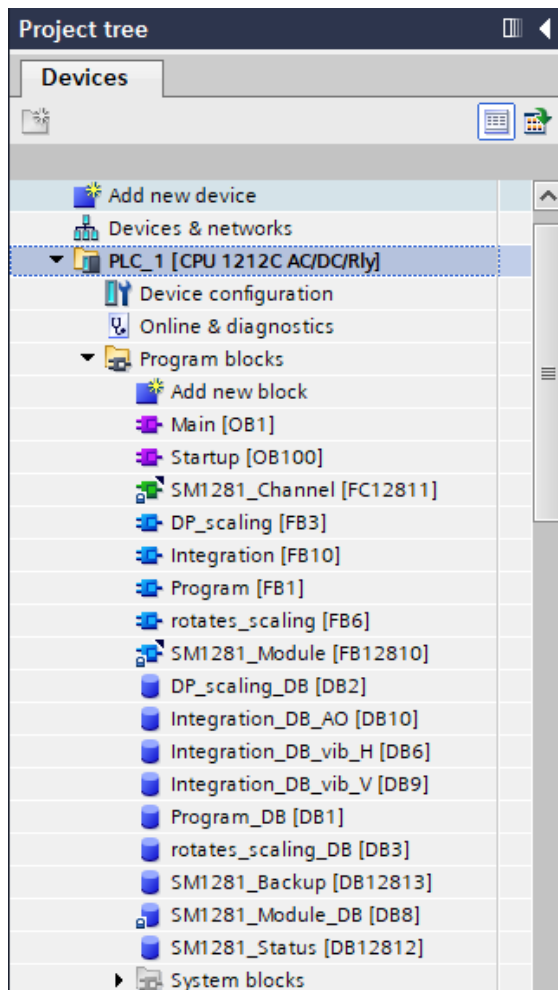 Project tree
Devices
Add new device
Devices & networks
PLC_1 [CPU 1212C AC/DC/Rly]
Device configuration
Online & diagnostics
Program blocks
Add new block
Main [OB1]
Startup [OB100]
SM1281_Channel [FC12811]
DP_scaling [FB3]
Integration [FB10]
Program [FB1]
rotates_scaling [FB6]
SM1281_Module [FB12810]
DP_scaling_DB [DB2]
Integration_DB_AO [DB10]
Integration_DB_vib_H [DB6]
Integration_DB_vib_V [DB9]
Program_DB [DB1]
rotates_scaling_DB [DB3]
SM1281_Backup [DB12813]
SM1281_Module_DB [DB8]
SM1281_Status [DB12812]
System blocks